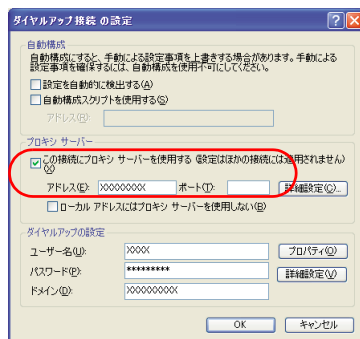 ダイヤルアップ接続 の設定
自動構成
自動構成にすると、手動による設定事項を上書きする場合があります。手動による
設定事項を確保するには、自動構成を使用不可にしてください。
設定を自動的に検出する(A)
自動構成スクリプトを使用する(S)
アドレス(R):
プロキシ サーバー
この接続にプロキシ サーバーを使用する (設定はほかの接続には適用されません)
(X)
アドレス(E): XXXXXXXX ポート(T): 詳細設定(C)...
ローカル アドレスにはプロキシ サーバーを使用しない(B)
ダイヤルアップの設定
ユーザー名(U): XXXX プロパティ(O)
パスワード(P): ********* 詳細設定(V)
ドメイン(D): XXXXXXXXX
OK キャンセル